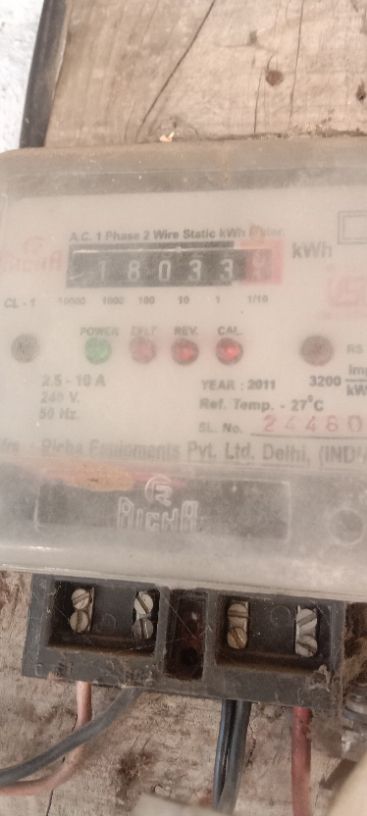 A.C. 1 Phase 2 Wire Static kWh Meter.
18033
kWh
CL - 1 10000 1000 100 10 1 1/10
POWER E/LT REV. CAL.
2.5 - 10 A
240 V.
50 Hz.
YEAR : 2011
3200
Ref. Temp. - 27°C
SL. No. 24460
Richa Equipments Pvt. Ltd. Delhi,
RICHA